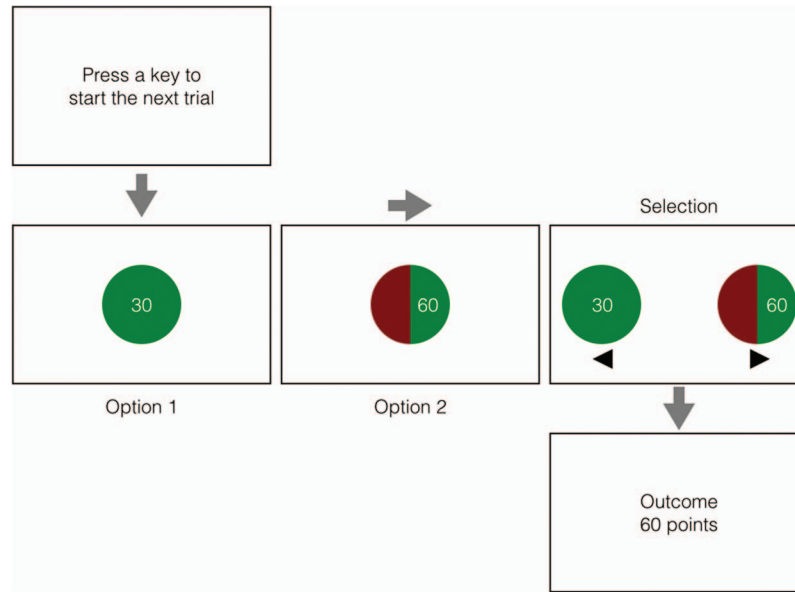 Press a key to
start the next trial
Selection
30
60
30
60
Option 1
Option 2
Outcome
60 points